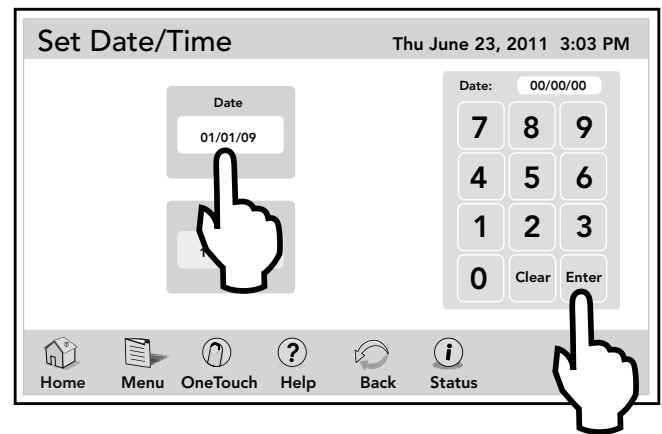 Set Date/Time
Thu June 23, 2011 3:03 PM
Date
01/01/09
Date: 00/00/00
7 8 9
4 5 6
1 2 3
0 Clear Enter
Home Menu OneTouch Help Back Status